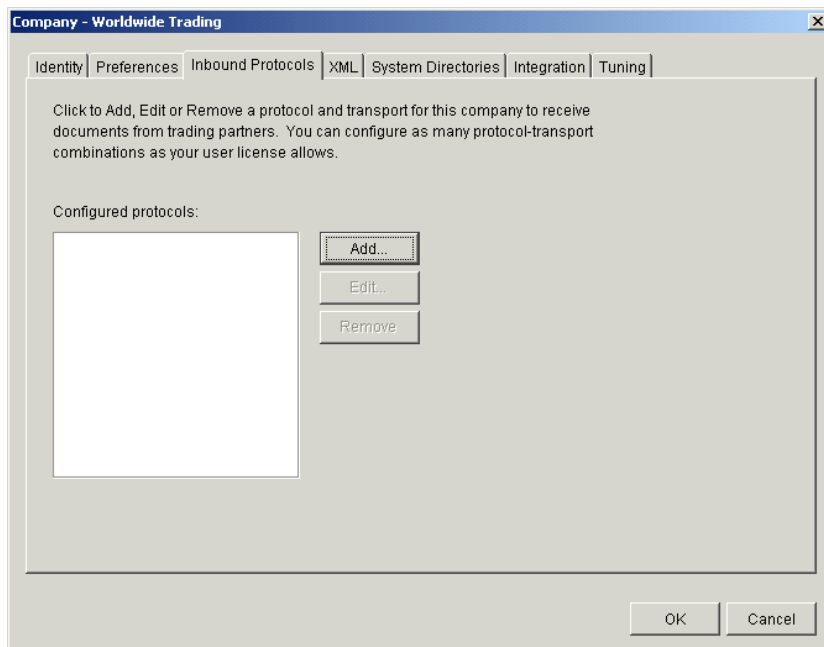 Company - Worldwide Trading
Identity Preferences Inbound Protocols XML System Directories Integration Tuning
Click to Add, Edit or Remove a protocol and transport for this company to receive
documents from trading partners. You can configure as many protocol-transport
combinations as your user license allows.
Configured protocols:
Add...
Edit...
Remove
OK Cancel